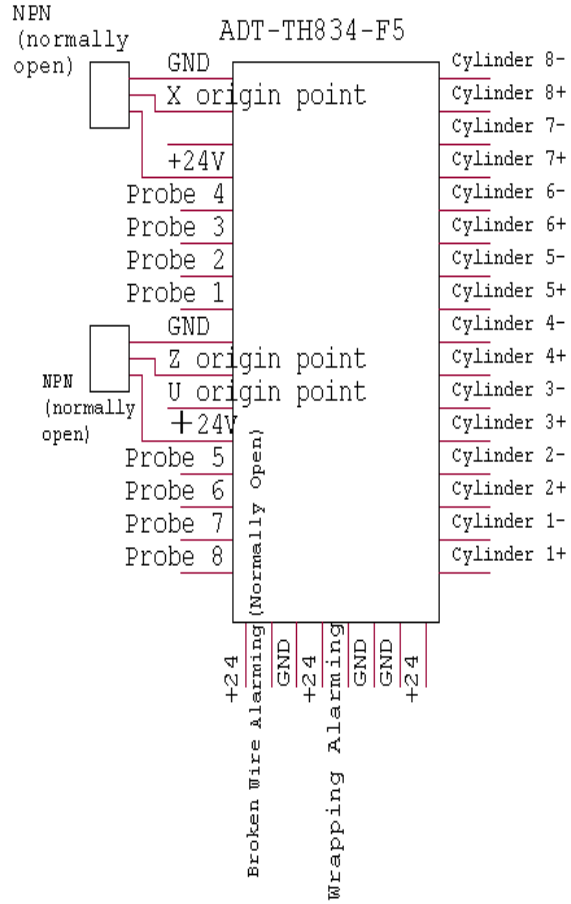 NPN
(normally
open)
ADT-TH834-F5
GND
X origin point
+24V
Probe 4
Probe 3
Probe 2
Probe 1
GND
Z origin point
U origin point
+24V
NPN
(normally
open)
Probe 5
Probe 6
Probe 7
Probe 8
Cylinder 8-
Cylinder 8+
Cylinder 7-
Cylinder 7+
Cylinder 6-
Cylinder 6+
Cylinder 5-
Cylinder 5+
Cylinder 4-
Cylinder 4+
Cylinder 3-
Cylinder 3+
Cylinder 2-
Cylinder 2+
Cylinder 1-
Cylinder 1+
+24
Broken Wire Alarming(Normally Open)
GND
+24
Wrapping Alarming
GND
GND
+24